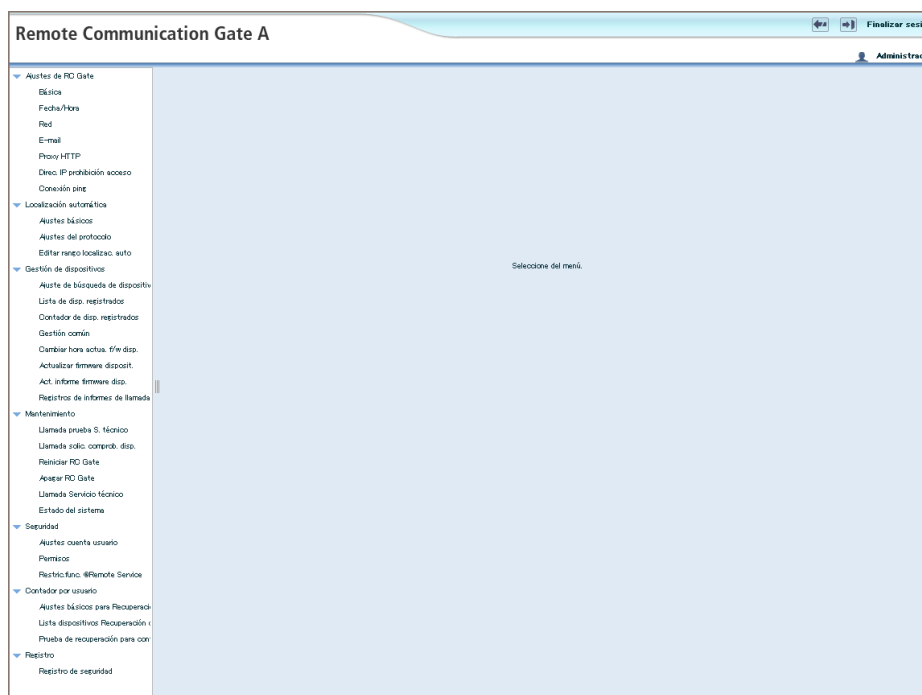 Remote Communication Gate A
Finalizar sesi
Administrac
Ajustes de RC Gate
Básica
Fecha/Hora
Red
E-mail
Proxy HTTP
Direc. IP prohibición acceso
Conexión ping
Localización automática
Ajustes básicos
Ajustes del protocolo
Editar rango localizac. auto
Gestión de dispositivos
Ajuste de búsqueda de dispositiv
Lista de disp. registrados
Contador de disp. registrados
Gestión común
Cambiar hora actua. f/w disp.
Actualizar firmware disposit.
Act. informe firmware disp.
Registros de informes de llamada
Mantenimiento
Llamada prueba S. técnico
Llamada solic. comprob. disp.
Reiniciar RC Gate
Apagar RC Gate
Llamada Servicio técnico
Estado del sistema
Seguridad
Ajustes cuenta usuario
Permisos
Restric.func. @Remote Service
Contador por usuario
Ajustes básicos para Recuperaci
Lista dispositivos Recuperación c
Prueba de recuperación para con
Registro
Registro de seguridad
Seleccione del menú.